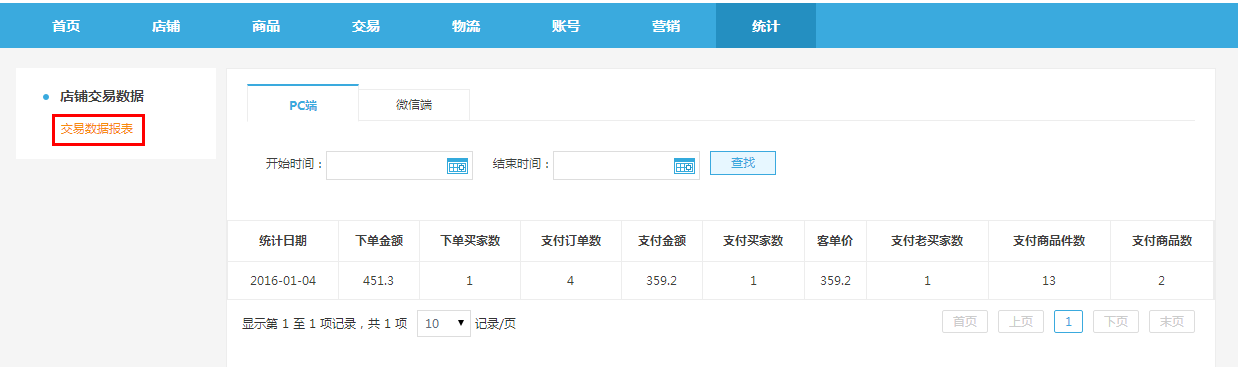 首页 店铺 商品 交易 物流 账号 营销 统计
店铺交易数据
交易数据报表
PC端 微信端
开始时间： 结束时间： 查找
统计日期 下单金额 下单买家数 支付订单数 支付金额 支付买家数 客单价 支付老买家数 支付商品件数 支付商品数
2016-01-04 451.3 1 4 359.2 1 359.2 1 13 2
显示第 1 至 1 项记录，共 1 项 10 记录/页 首页 上页 1 下页 末页